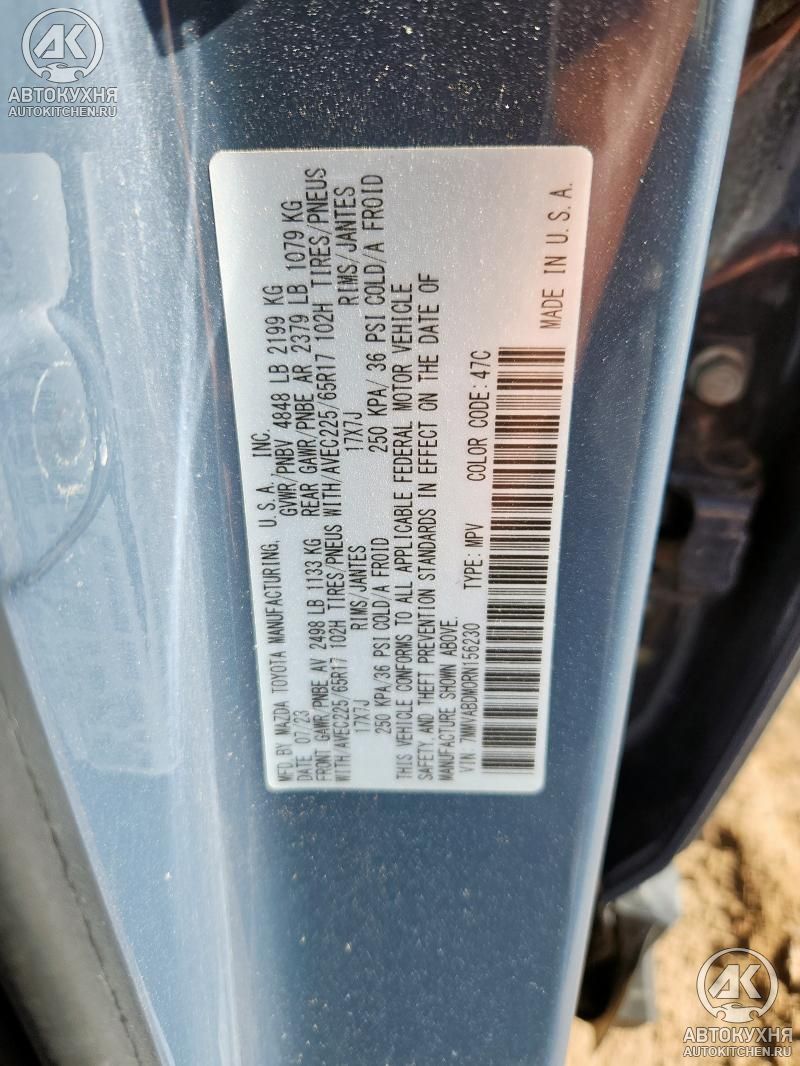 АВТОКУХНЯ
AUTOKITCHEN.RU
MFD.BY MAZDA TOYOTA MANUFACTURING, U.S.A. INC.
DATE 07/23 GVWR/PNBV 4848 LB 2199 KG
FRONT GAWR/PNBE AV 2498 LB 1133 KG REAR GAWR/PNBE AR 2379 LB 1079 KG
WITH/AVEC225/65R17 102H TIRES/PNEUS WITH/AVEC225/65R17 102H TIRES/PNEUS
17X7J RIMS/JANTES 17X7J RIMS/JANTES
250 KPA/36 PSI COLD/A FROID 250 KPA/ 36 PSI COLD/A FROID
THIS VEHICLE CONFORMS TO ALL APPLICABLE FEDERAL MOTOR VEHICLE
SAFETY AND THEFT PREVENTION STANDARDS IN EFFECT ON THE DATE OF
MANUFACTURE SHOWN ABOVE.
VIN: 7MMVABDW0RN156230 TYPE: MPV COLOR CODE: 47C
MADE IN U.S.A.
АВТОКУХНЯ
AUTOKITCHEN.RU